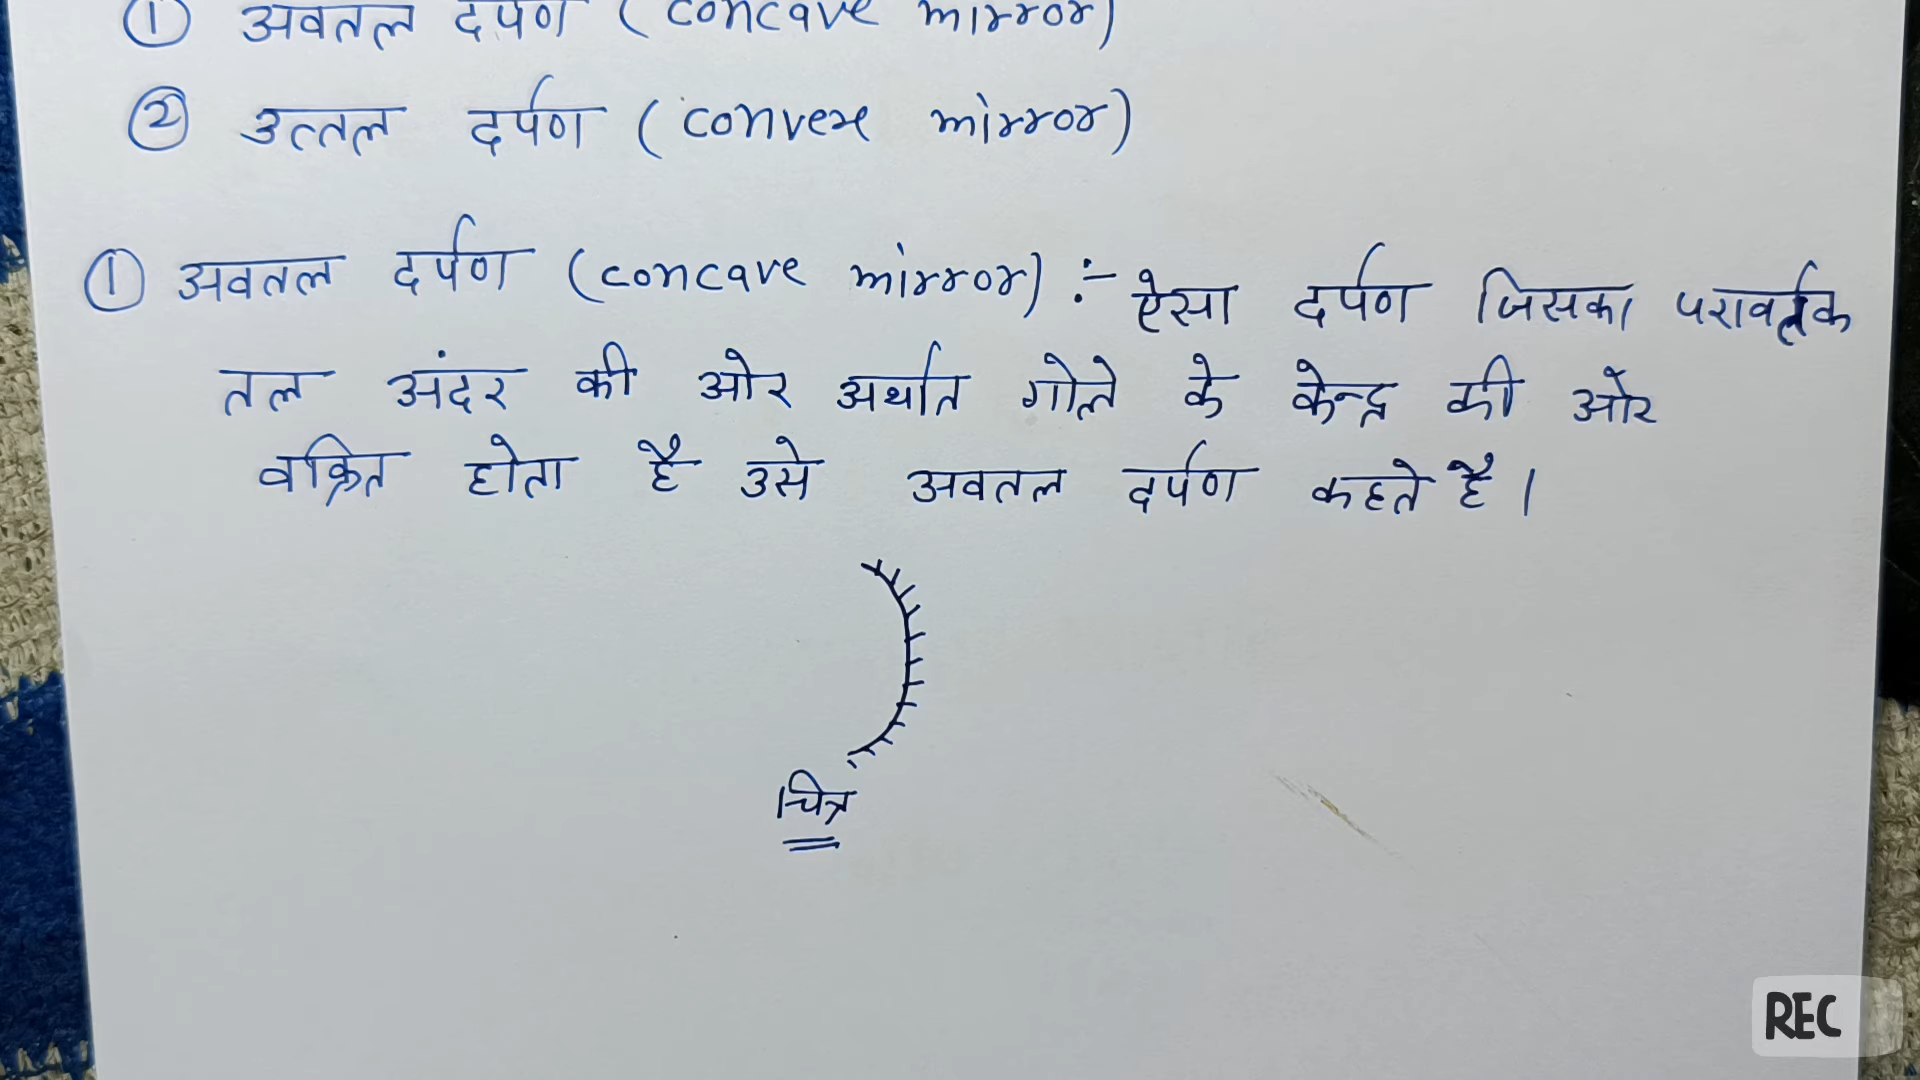 ① अवतल दर्पण (concave mirror)
② उत्तल दर्पण (convex mirror)
① अवतल दर्पण (concave mirror) :- ऐसा दर्पण जिसका परावर्तक
तल अंदर की ओर अर्थात गोले के केन्द्र की ओर
वक्रित होता है उसे अवतल दर्पण कहते है।
चित्र
REC